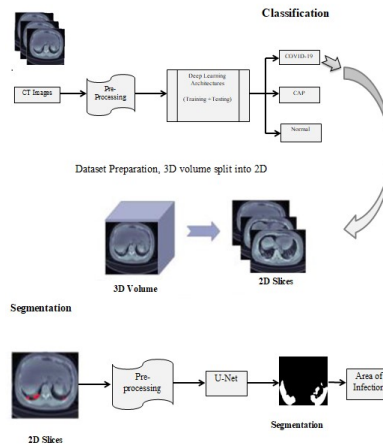 Classification
COVID-19
CT Images
Pre-
Processing
Deep Learning
Architectures
(Training + Testing)
CAP
Normal
Dataset Preparation, 3D volume split into 2D
3D Volume
2D Slices
Segmentation
Pre-
processing
U-Net
Area of
Infection
Segmentation
2D Slices